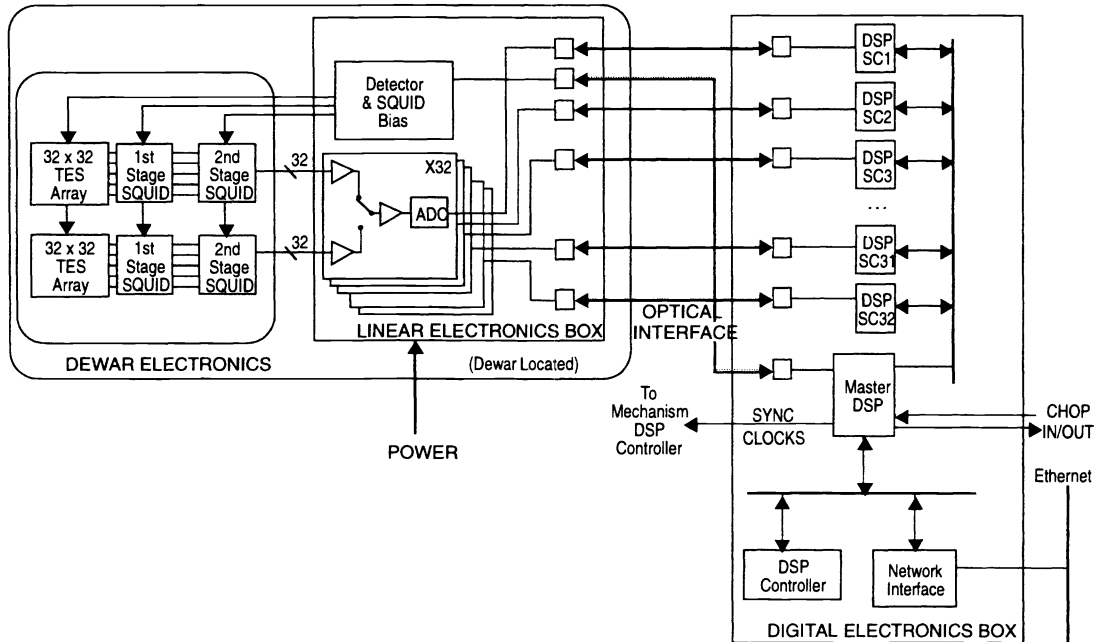 Detector
& SQUID
Bias
32 x 32
TES
Array
1st
Stage
SQUID
2nd
Stage
SQUID
32
X32
ADC
32 x 32
TES
Array
1st
Stage
SQUID
2nd
Stage
SQUID
32
LINEAR ELECTRONICS BOX
DEWAR ELECTRONICS
(Dewar Located)
POWER
OPTICAL
INTERFACE
DSP
SC1
DSP
SC2
DSP
SC3
...
DSP
SC31
DSP
SC32
Master
DSP
To
Mechanism
DSP
Controller
SYNC
CLOCKS
CHOP
IN/OUT
Ethernet
DSP
Controller
Network
Interface
DIGITAL ELECTRONICS BOX